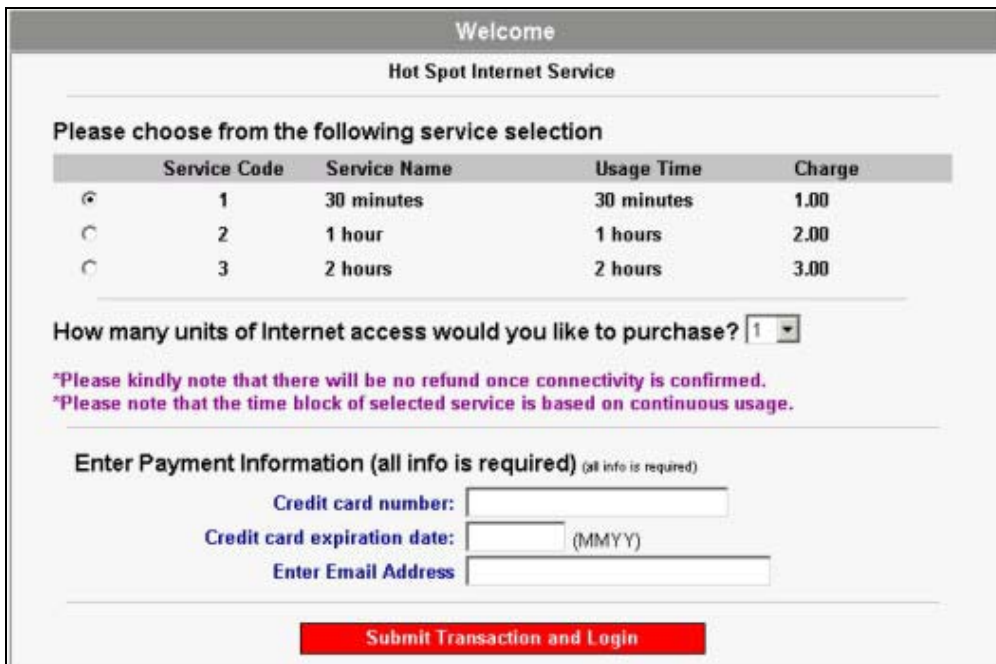 Welcome
Hot Spot Internet Service
Please choose from the following service selection
Service Code Service Name Usage Time Charge
1 30 minutes 30 minutes 1.00
2 1 hour 1 hours 2.00
3 2 hours 2 hours 3.00
How many units of Internet access would you like to purchase? 1
*Please kindly note that there will be no refund once connectivity is confirmed.
*Please note that the time block of selected service is based on continuous usage.
Enter Payment Information (all info is required) (all info is required)
Credit card number:
Credit card expiration date: (MMYY)
Enter Email Address
Submit Transaction and Login